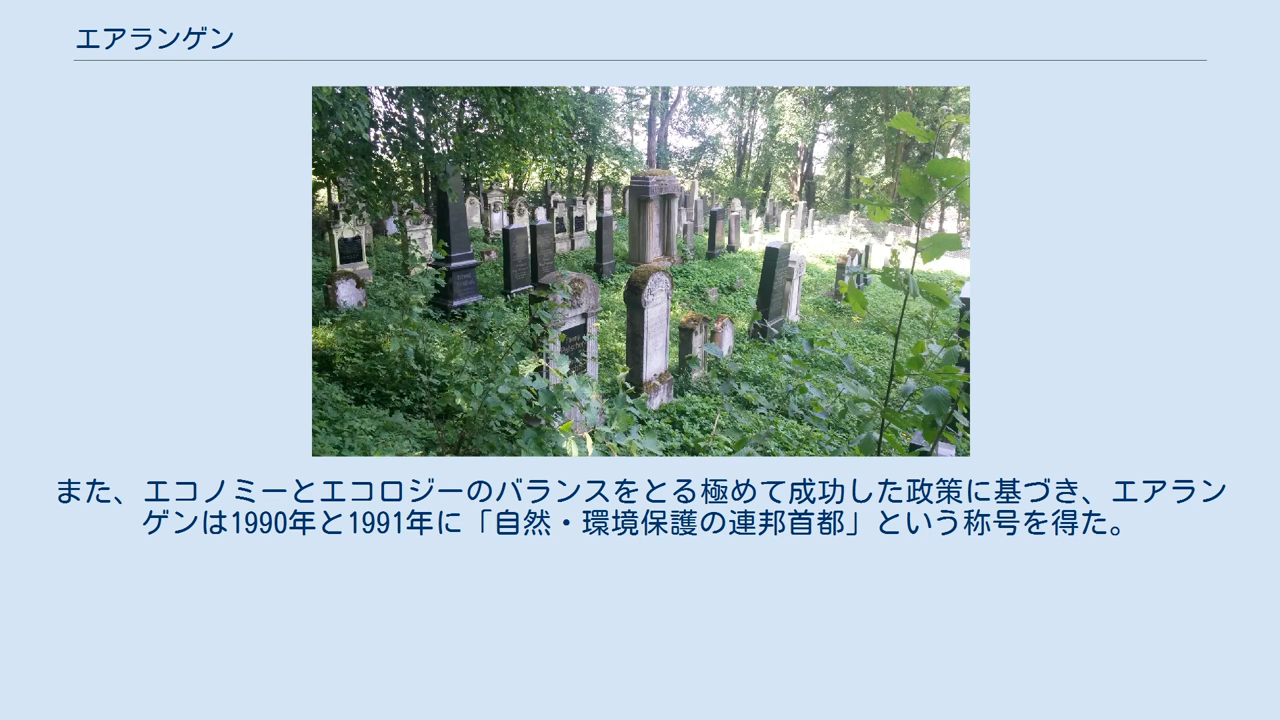 エアランゲン
また、エコノミーとエコロジーのバランスをとる極めて成功した政策に基づき、エアラン
ゲンは1990年と1991年に「自然・環境保護の連邦首都」という称号を得た。